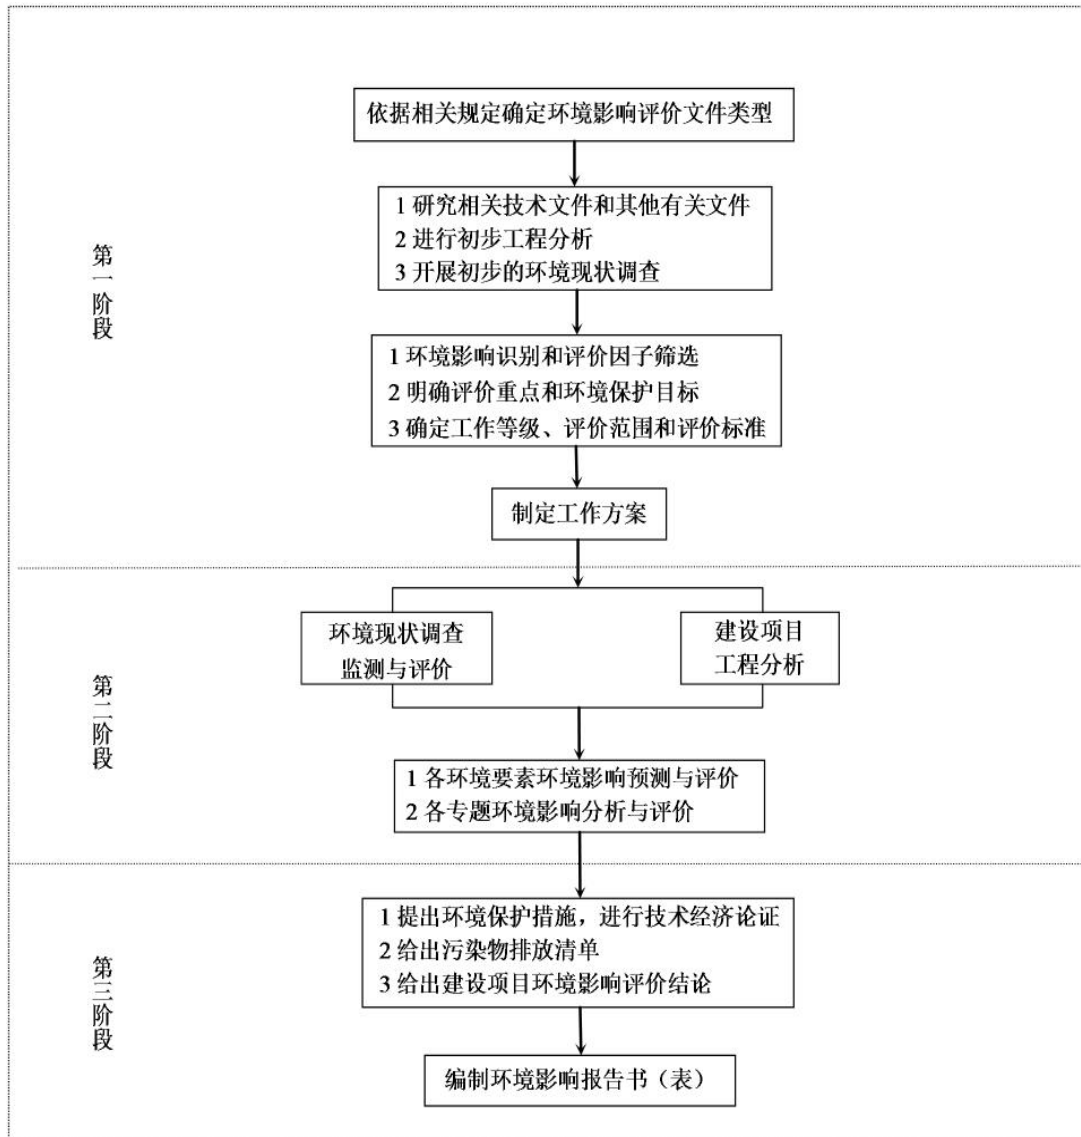 依据相关规定确定环境影响评价文件类型
第一阶段
1 研究相关技术文件和其他有关文件
2 进行初步工程分析
3 开展初步的环境现状调查
1 环境影响识别和评价因子筛选
2 明确评价重点和环境保护目标
3 确定工作等级、评价范围和评价标准
制定工作方案
第二阶段
环境现状调查
监测与评价
建设项目
工程分析
1 各环境要素环境影响预测与评价
2 各专题环境影响分析与评价
第三阶段
1 提出环境保护措施，进行技术经济论证
2 给出污染物排放清单
3 给出建设项目环境影响评价结论
编制环境影响报告书（表）